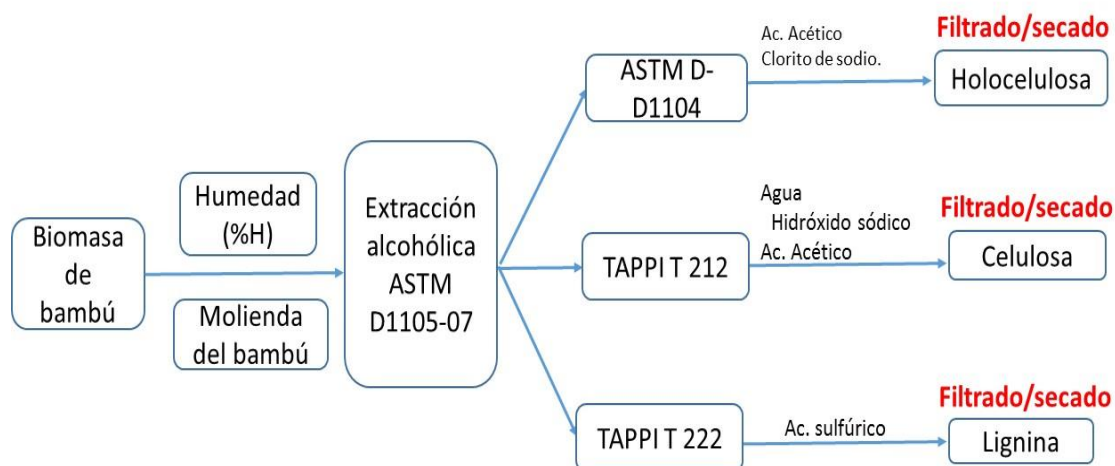 Biomasa
de
bambú
Humedad
(%H)
Molienda
del bambú
Extracción
alcohólica
ASTM
D1105-07
ASTM D-
D1104
Ac. Acético
Clorito de sodio.
Filtrado/secado
Holocelulosa
TAPPI T 212
Agua
Hidróxido sódico
Ac. Acético
Filtrado/secado
Celulosa
TAPPI T 222
Ac. sulfúrico
Filtrado/secado
Lignina